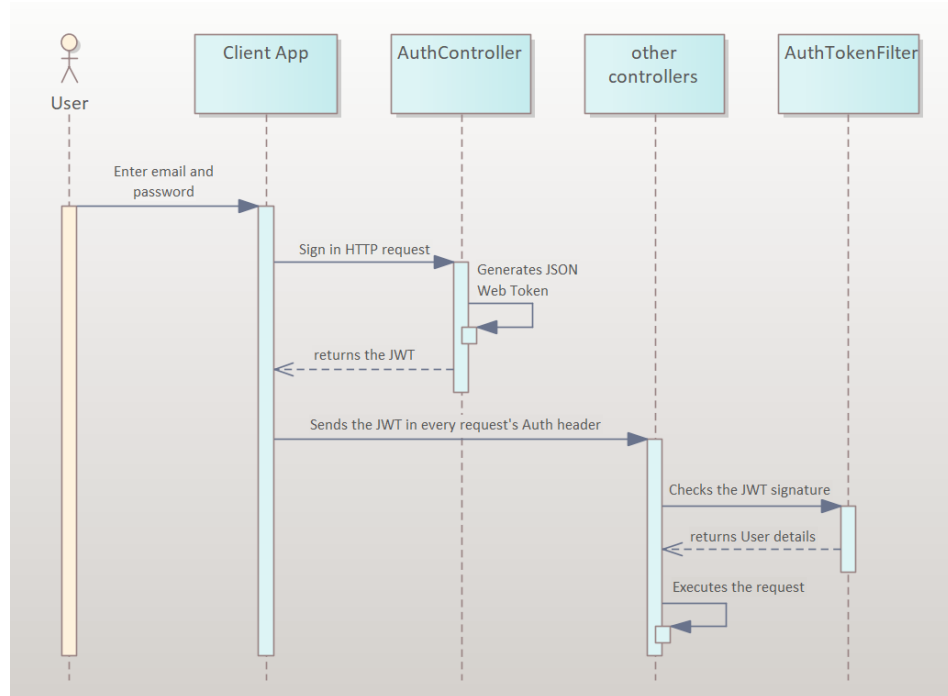 User
Client App
AuthController
other
controllers
AuthTokenFilter
Enter email and
password
Sign in HTTP request
Generates JSON
Web Token
returns the JWT
Sends the JWT in every request's Auth header
Checks the JWT signature
returns User details
Executes the request